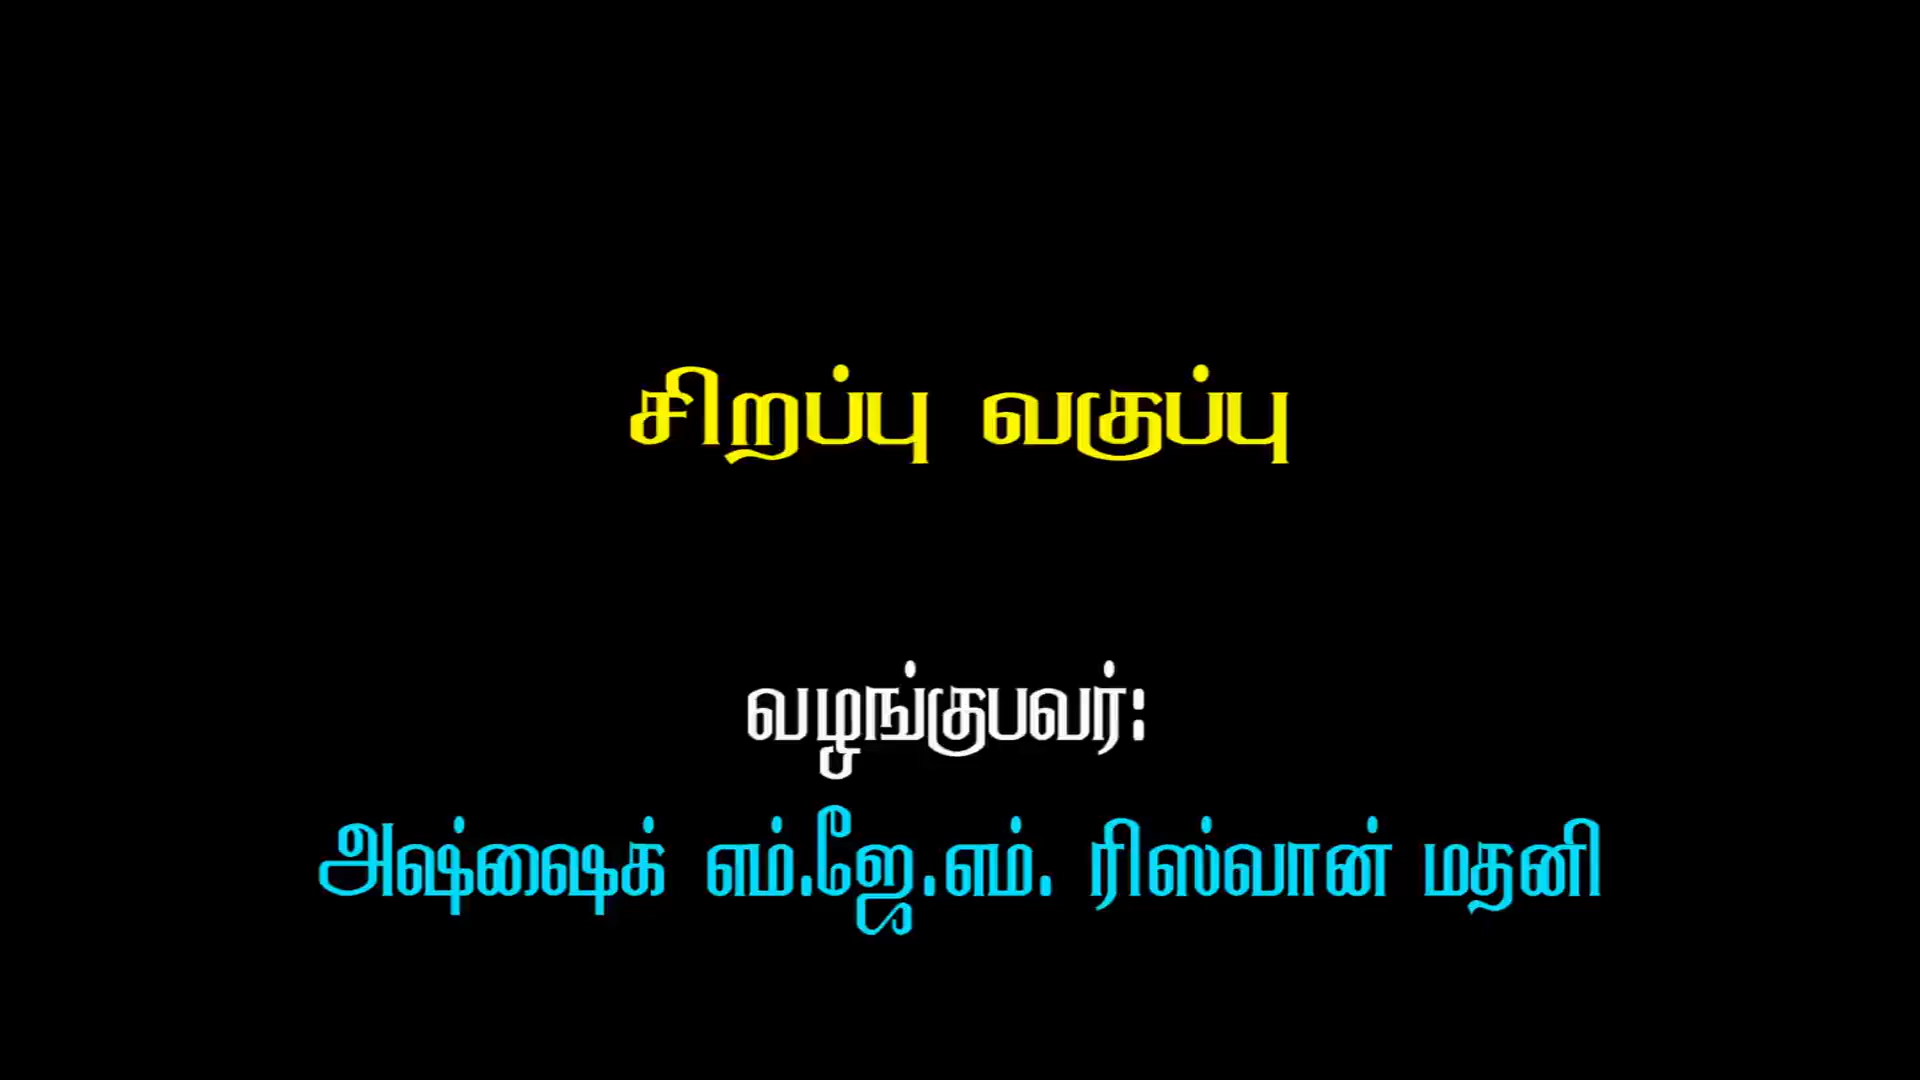 சிறப்பு வகுப்பு
வழங்குபவர்:
அஷ்ஷைக் எம்.ஜே.எம். ரிஸ்வான் மதனி